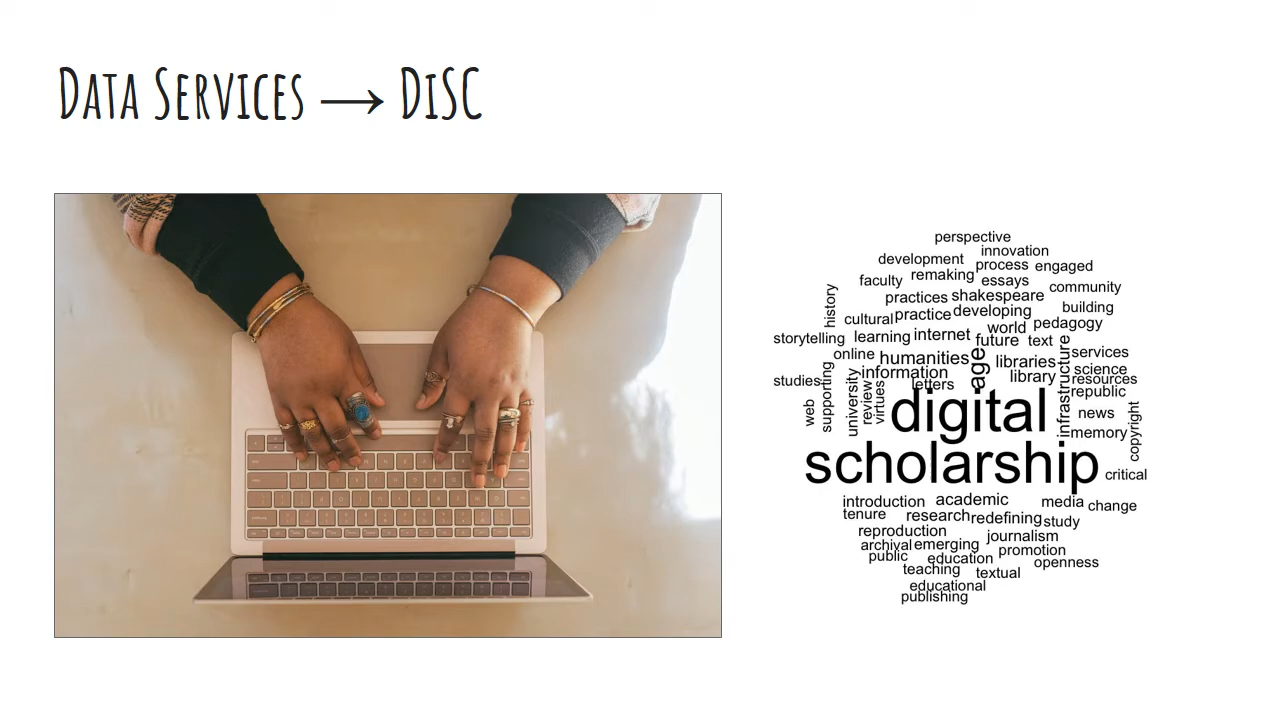 Data Services → DiSC
perspective
innovation
development
process
engaged
remaking
faculty
essays
community
history
practices
shakespeare
building
cultural
practice
developing
world
pedagogy
storytelling
learning
internet
future
text
online
humanities
age
libraries
infrastructure
services
information
library
science
studies
supporting
letters
resources
web
university
review
virtues
republic
digital
news
memory
copyright
scholarship
critical
introduction
academic
media
change
tenure
research
redefining
study
reproduction
journalism
archival
emerging
promotion
public
education
openness
teaching
textual
educational
publishing